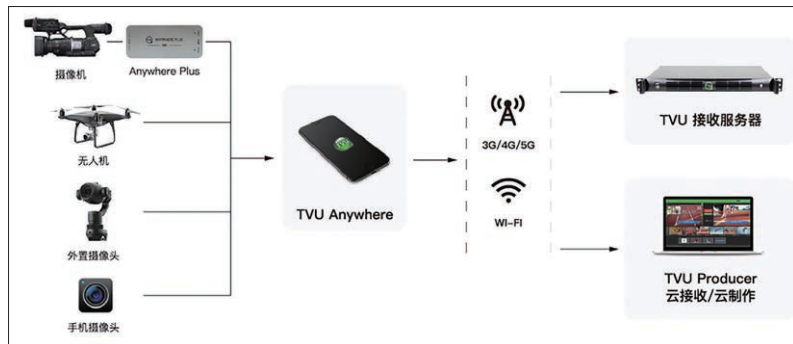 摄像机
Anywhere Plus
无人机
外置摄像头
手机摄像头
TVU Anywhere
3G/4G/5G
WI-FI
TVU 接收服务器
TVU Producer
云接收/云制作